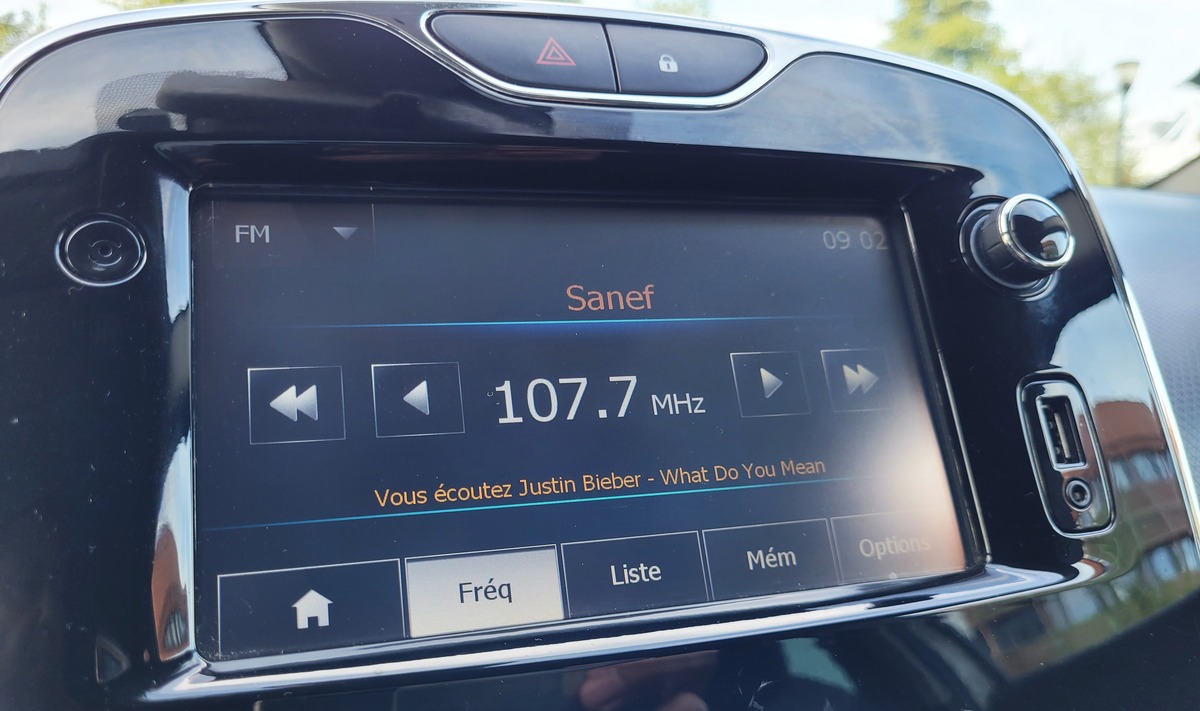 FM
09 02
Sanef
107.7 MHz
Vous écoutez Justin Bieber - What Do You Mean
Fréq
Liste
Mém
Options